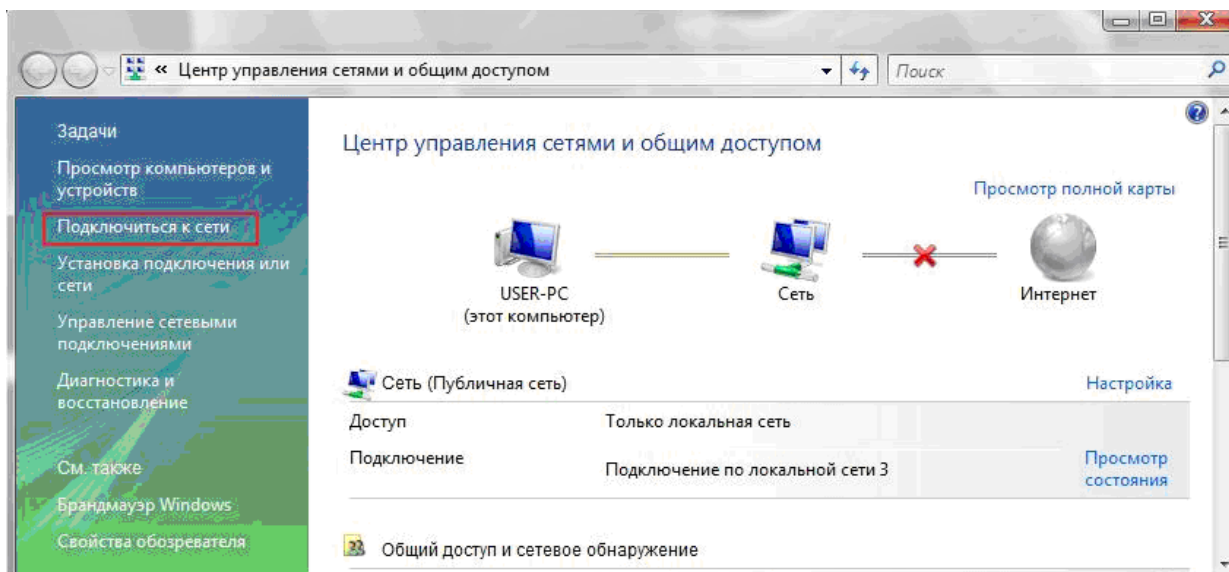 « Центр управления сетями и общим доступом
Поиск
Задачи
Просмотр компьютеров и
устройств
Подключиться к сети
Установка подключения или
сети
Управление сетевыми
подключениями
Диагностика и
восстановление
См. также
Брандмауэр Windows
Свойства обозревателя
Центр управления сетями и общим доступом
Просмотр полной карты
USER-PC
(этот компьютер)
Сеть
Интернет
Сеть (Публичная сеть)
Настройка
Доступ
Только локальная сеть
Подключение
Подключение по локальной сети 3
Просмотр
состояния
Общий доступ и сетевое обнаружение